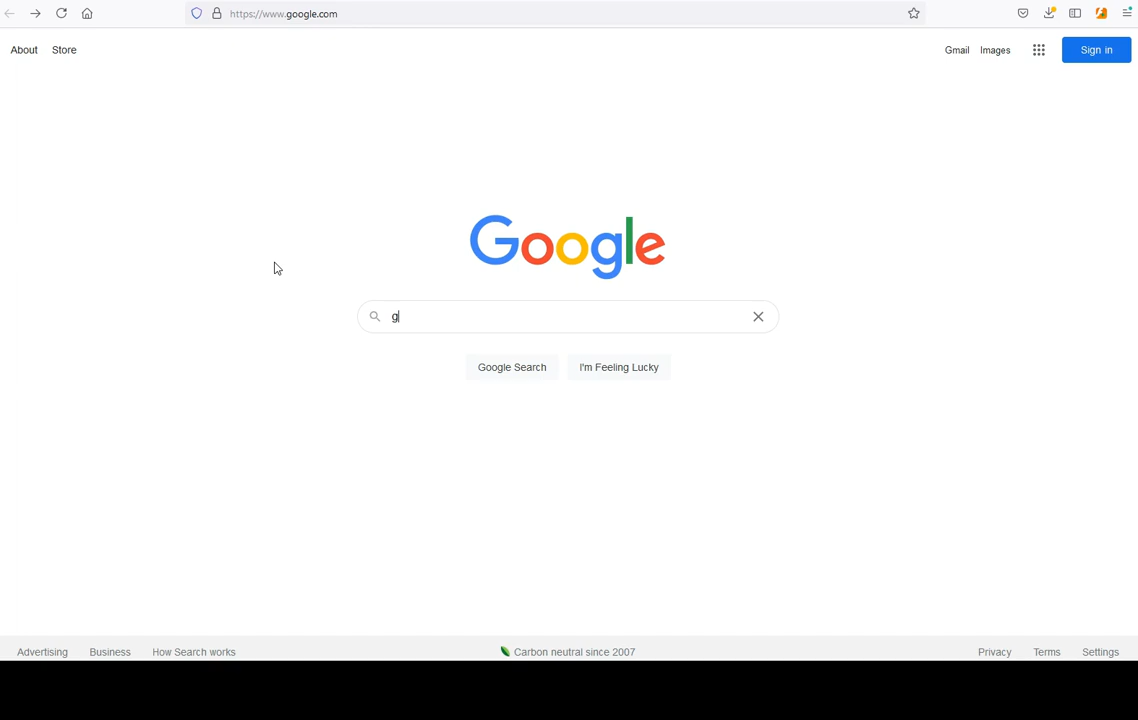 https://www.google.com
About Store
Gmail Images Sign in
Google
g
Google Search I'm Feeling Lucky
Advertising Business How Search works Carbon neutral since 2007 Privacy Terms Settings